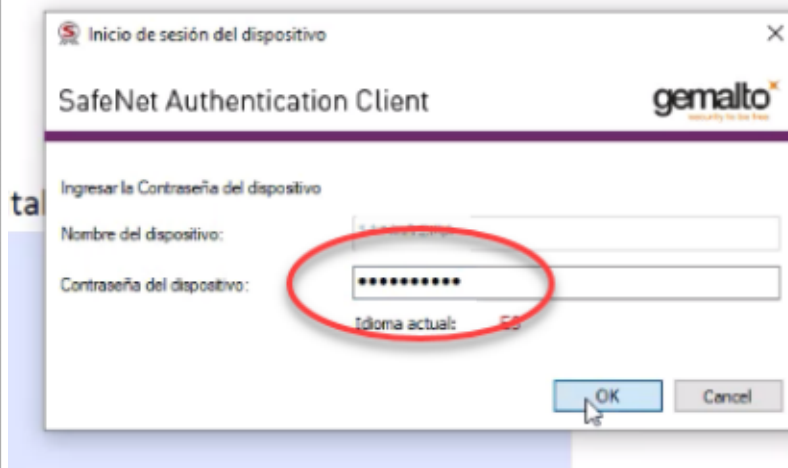 Inicio de sesión del dispositivo
SafeNet Authentication Client
gemalto
security to be free
Ingresar la Contraseña del dispositivo
tal
Nombre del dispositivo:
Contraseña del dispositivo:
••••••••••
Idioma actual: ES
OK
Cancel